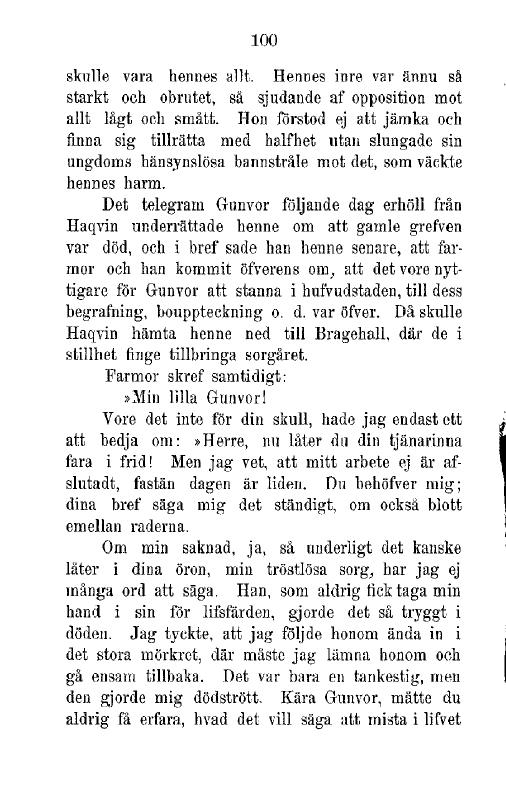 100
skulle vara hennes allt. Hennes inre var ännu så
starkt och obrutet, så sjudande af opposition mot
allt lågt och smått. Hon förstod ej att jämka och
finna sig tillrätta med halfhet utan slungade sin
ungdoms hänsynslösa bannstråle mot det, som väckte
hennes harm.
Det telegram Gunvor följande dag erhöll från
Haqvin underrättade henne om att gamle grefven
var död, och i bref sade han henne senare, att far-
mor och han kommit öfverens om, att det vore nyt-
tigare för Gunvor att stanna i hufvudstaden, till dess
begrafning, bouppteckning o. d. var öfver. Då skulle
Haqvin hämta henne ned till Bragehall, där de i
stillhet finge tillbringa sorgåret.
Farmor skref samtidigt:
»Min lilla Gunvor!
Vore det inte för din skull, hade jag endast ett
att bedja om: »Herre, nu låter du din tjänarinna
fara i frid! Men jag vet, att mitt arbete ej är af-
slutadt, fastän dagen är liden. Du behöfver mig;
dina bref säga mig det ständigt, om också blott
emellan raderna.
Om min saknad, ja, så underligt det kanske
låter i dina öron, min tröstlösa sorg, har jag ej
många ord att säga. Han, som aldrig fick taga min
hand i sin för lifsfärden, gjorde det så tryggt i
döden. Jag tyckte, att jag följde honom ända in i
det stora mörkret, där måste jag lämna honom och
gå ensam tillbaka. Det var bara en tankestig, men
den gjorde mig dödstrött. Kära Gunvor, måtte du
aldrig få erfara, hvad det vill säga att mista i lifvet